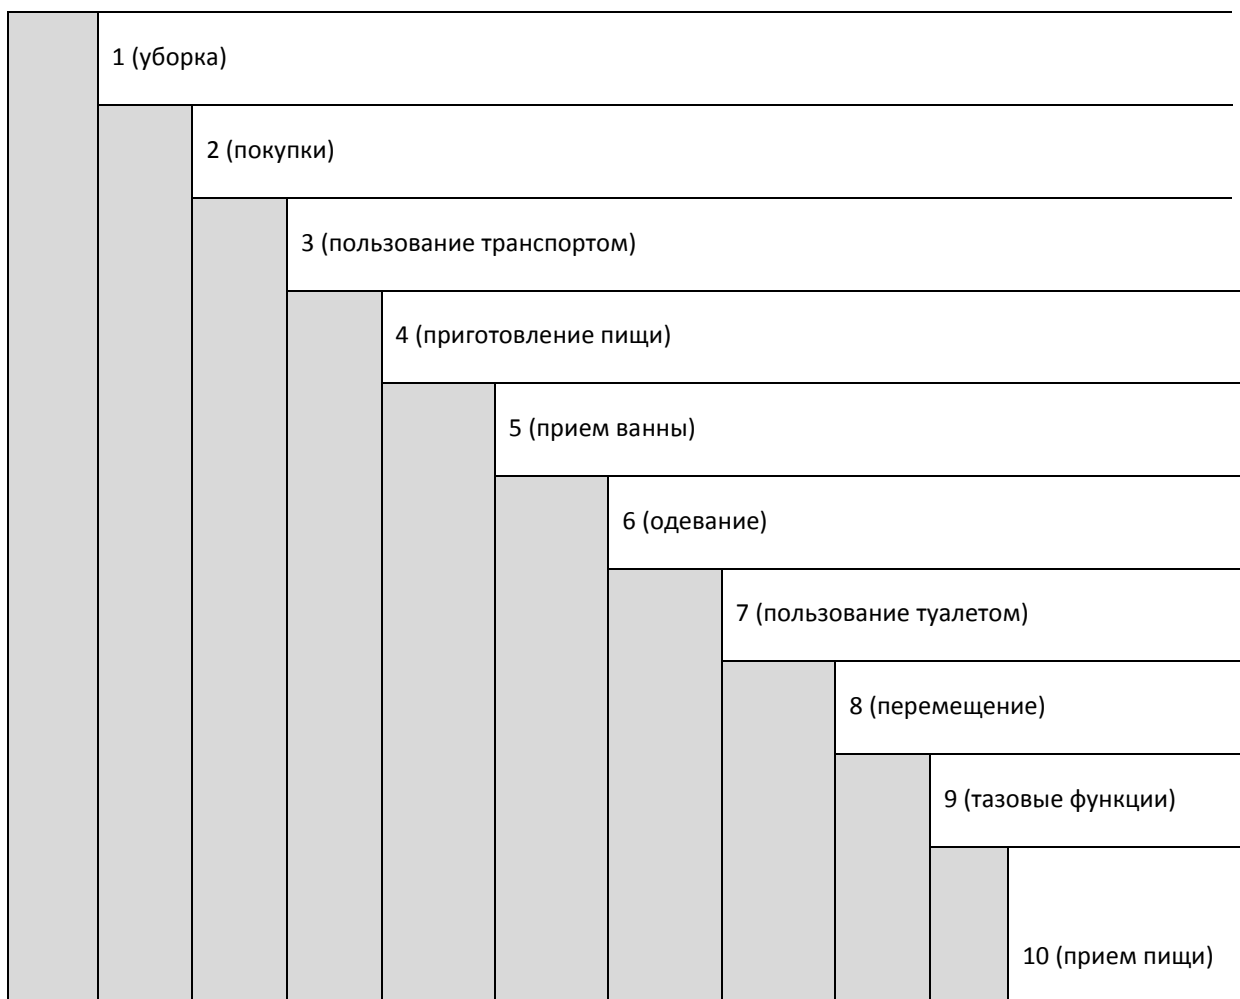 1 (уборка)
2 (покупки)
3 (пользование транспортом)
4 (приготовление пищи)
5 (прием ванны)
6 (одевание)
7 (пользование туалетом)
8 (перемещение)
9 (тазовые функции)
10 (прием пищи)